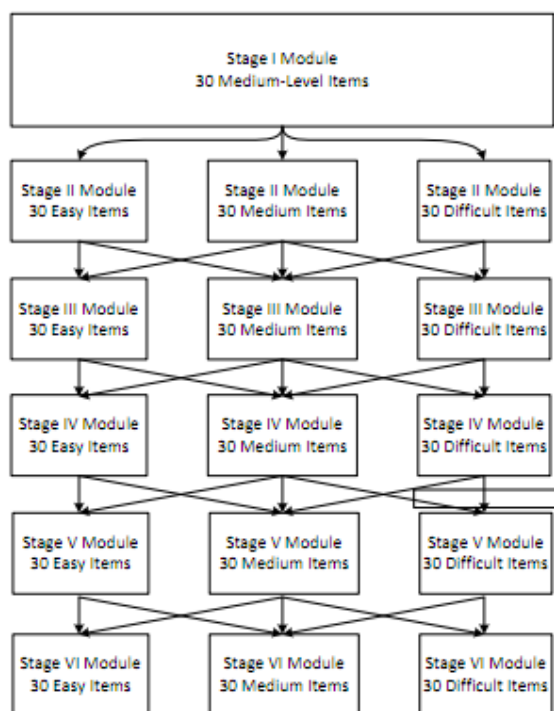 Stage I Module
30 Medium-Level Items
Stage II Module
30 Easy Items
Stage II Module
30 Medium Items
Stage II Module
30 Difficult Items
Stage III Module
30 Easy Items
Stage III Module
30 Medium Items
Stage III Module
30 Difficult Items
Stage IV Module
30 Easy Items
Stage IV Module
30 Medium Items
Stage IV Module
30 Difficult Items
Stage V Module
30 Easy Items
Stage V Module
30 Medium Items
Stage V Module
30 Difficult Items
Stage VI Module
30 Easy Items
Stage VI Module
30 Medium Items
Stage VI Module
30 Difficult Items